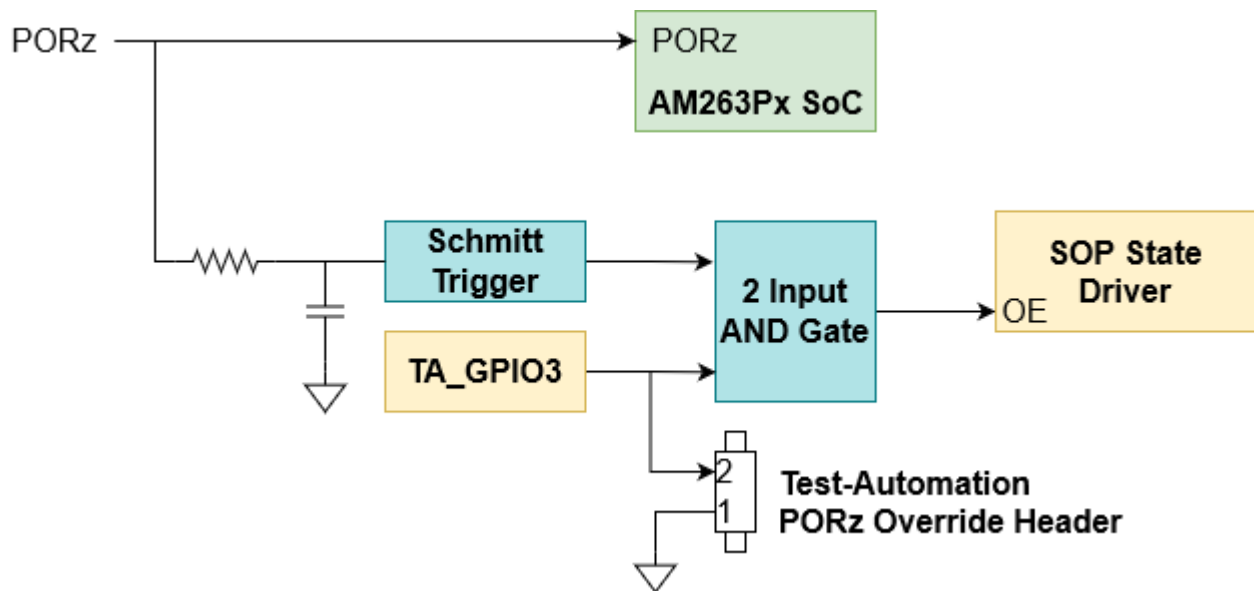 PORz
PORz
AM263Px SoC
Schmitt
Trigger
2 Input
AND Gate
SOP State
Driver
OE
TA_GPIO3
2
1
Test-Automation
PORz Override Header